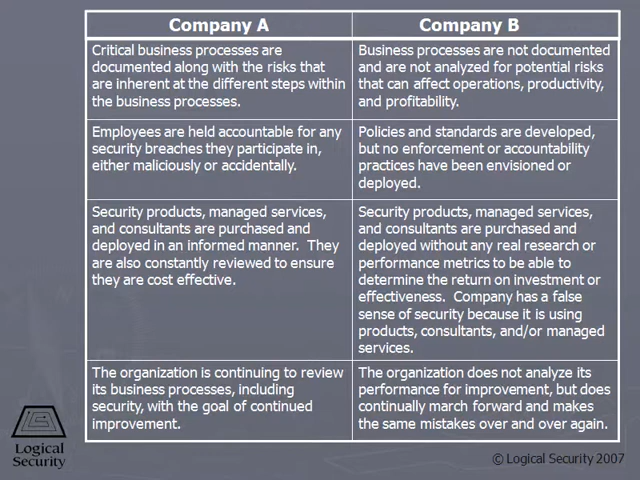 Company A
Company B
Critical business processes are
documented along with the risks that
are inherent at the different steps within
the business processes.
Business processes are not documented
and are not analyzed for potential risks
that can affect operations, productivity,
and profitability.
Employees are held accountable for any
security breaches they participate in,
either maliciously or accidentally.
Policies and standards are developed,
but no enforcement or accountability
practices have been envisioned or
deployed.
Security products, managed services,
and consultants are purchased and
deployed in an informed manner.  They
are also constantly reviewed to ensure
they are cost effective.
Security products, managed services,
and consultants are purchased and
deployed without any real research or
performance metrics to be able to
determine the return on investment or
effectiveness.  Company has a false
sense of security because it is using
products, consultants, and/or managed
services.
The organization is continuing to review
its business processes, including
security, with the goal of continued
improvement.
The organization does not analyze its
performance for improvement, but does
continually march forward and makes
the same mistakes over and over again.
Logical
Security
© Logical Security 2007